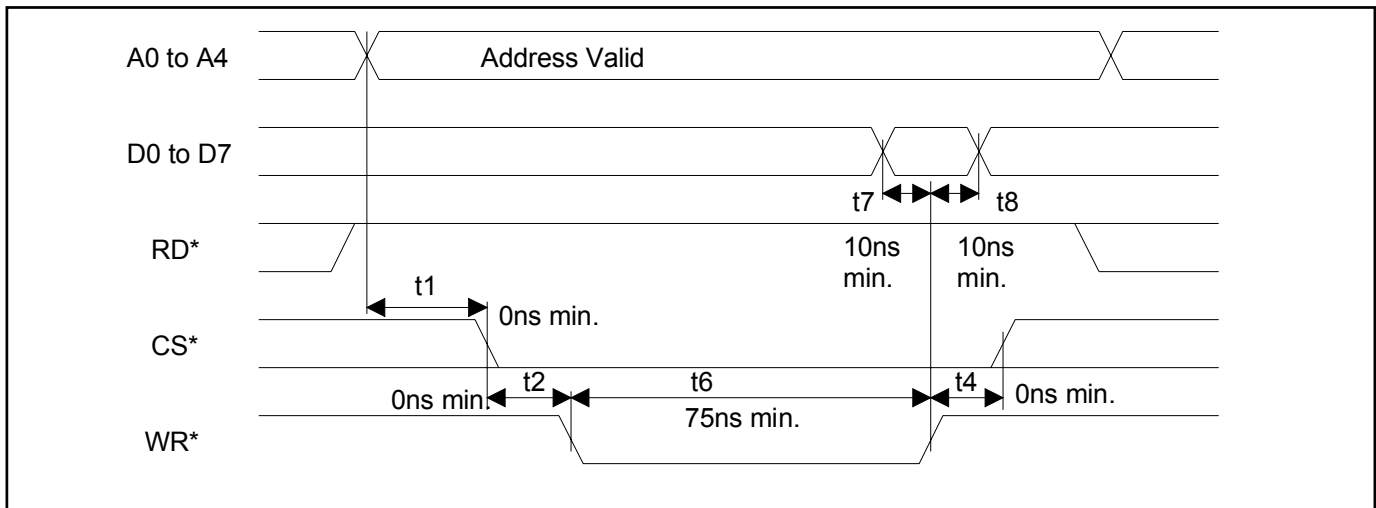 A0 to A4
Address Valid
D0 to D7
t7
t8
RD*
10ns
min.
10ns
min.
t1
0ns min.
CS*
0ns min.
t2
t6
t4
0ns min.
75ns min.
WR*